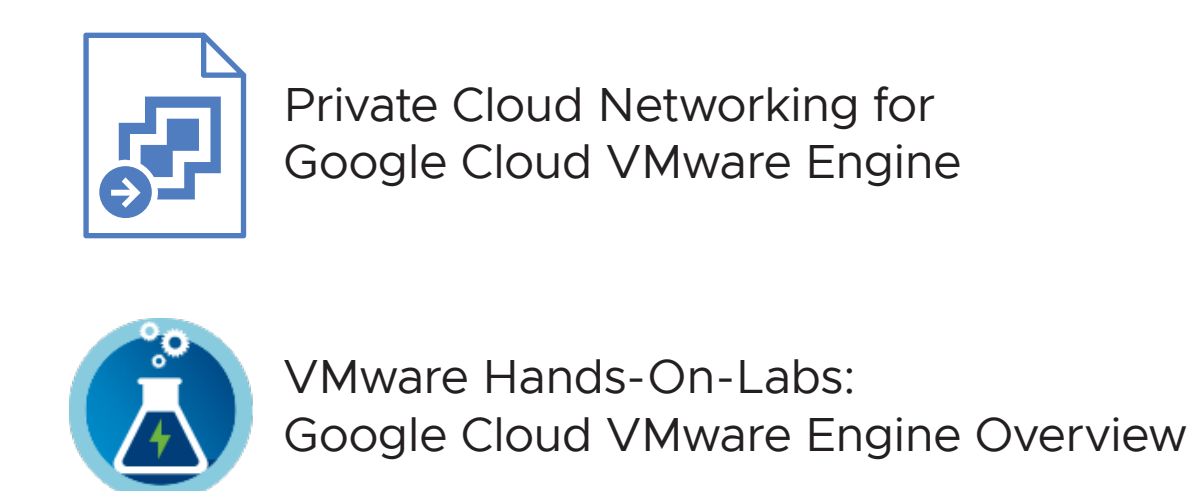 Private Cloud Networking for
Google Cloud VMware Engine
VMware Hands-On-Labs:
Google Cloud VMware Engine Overview